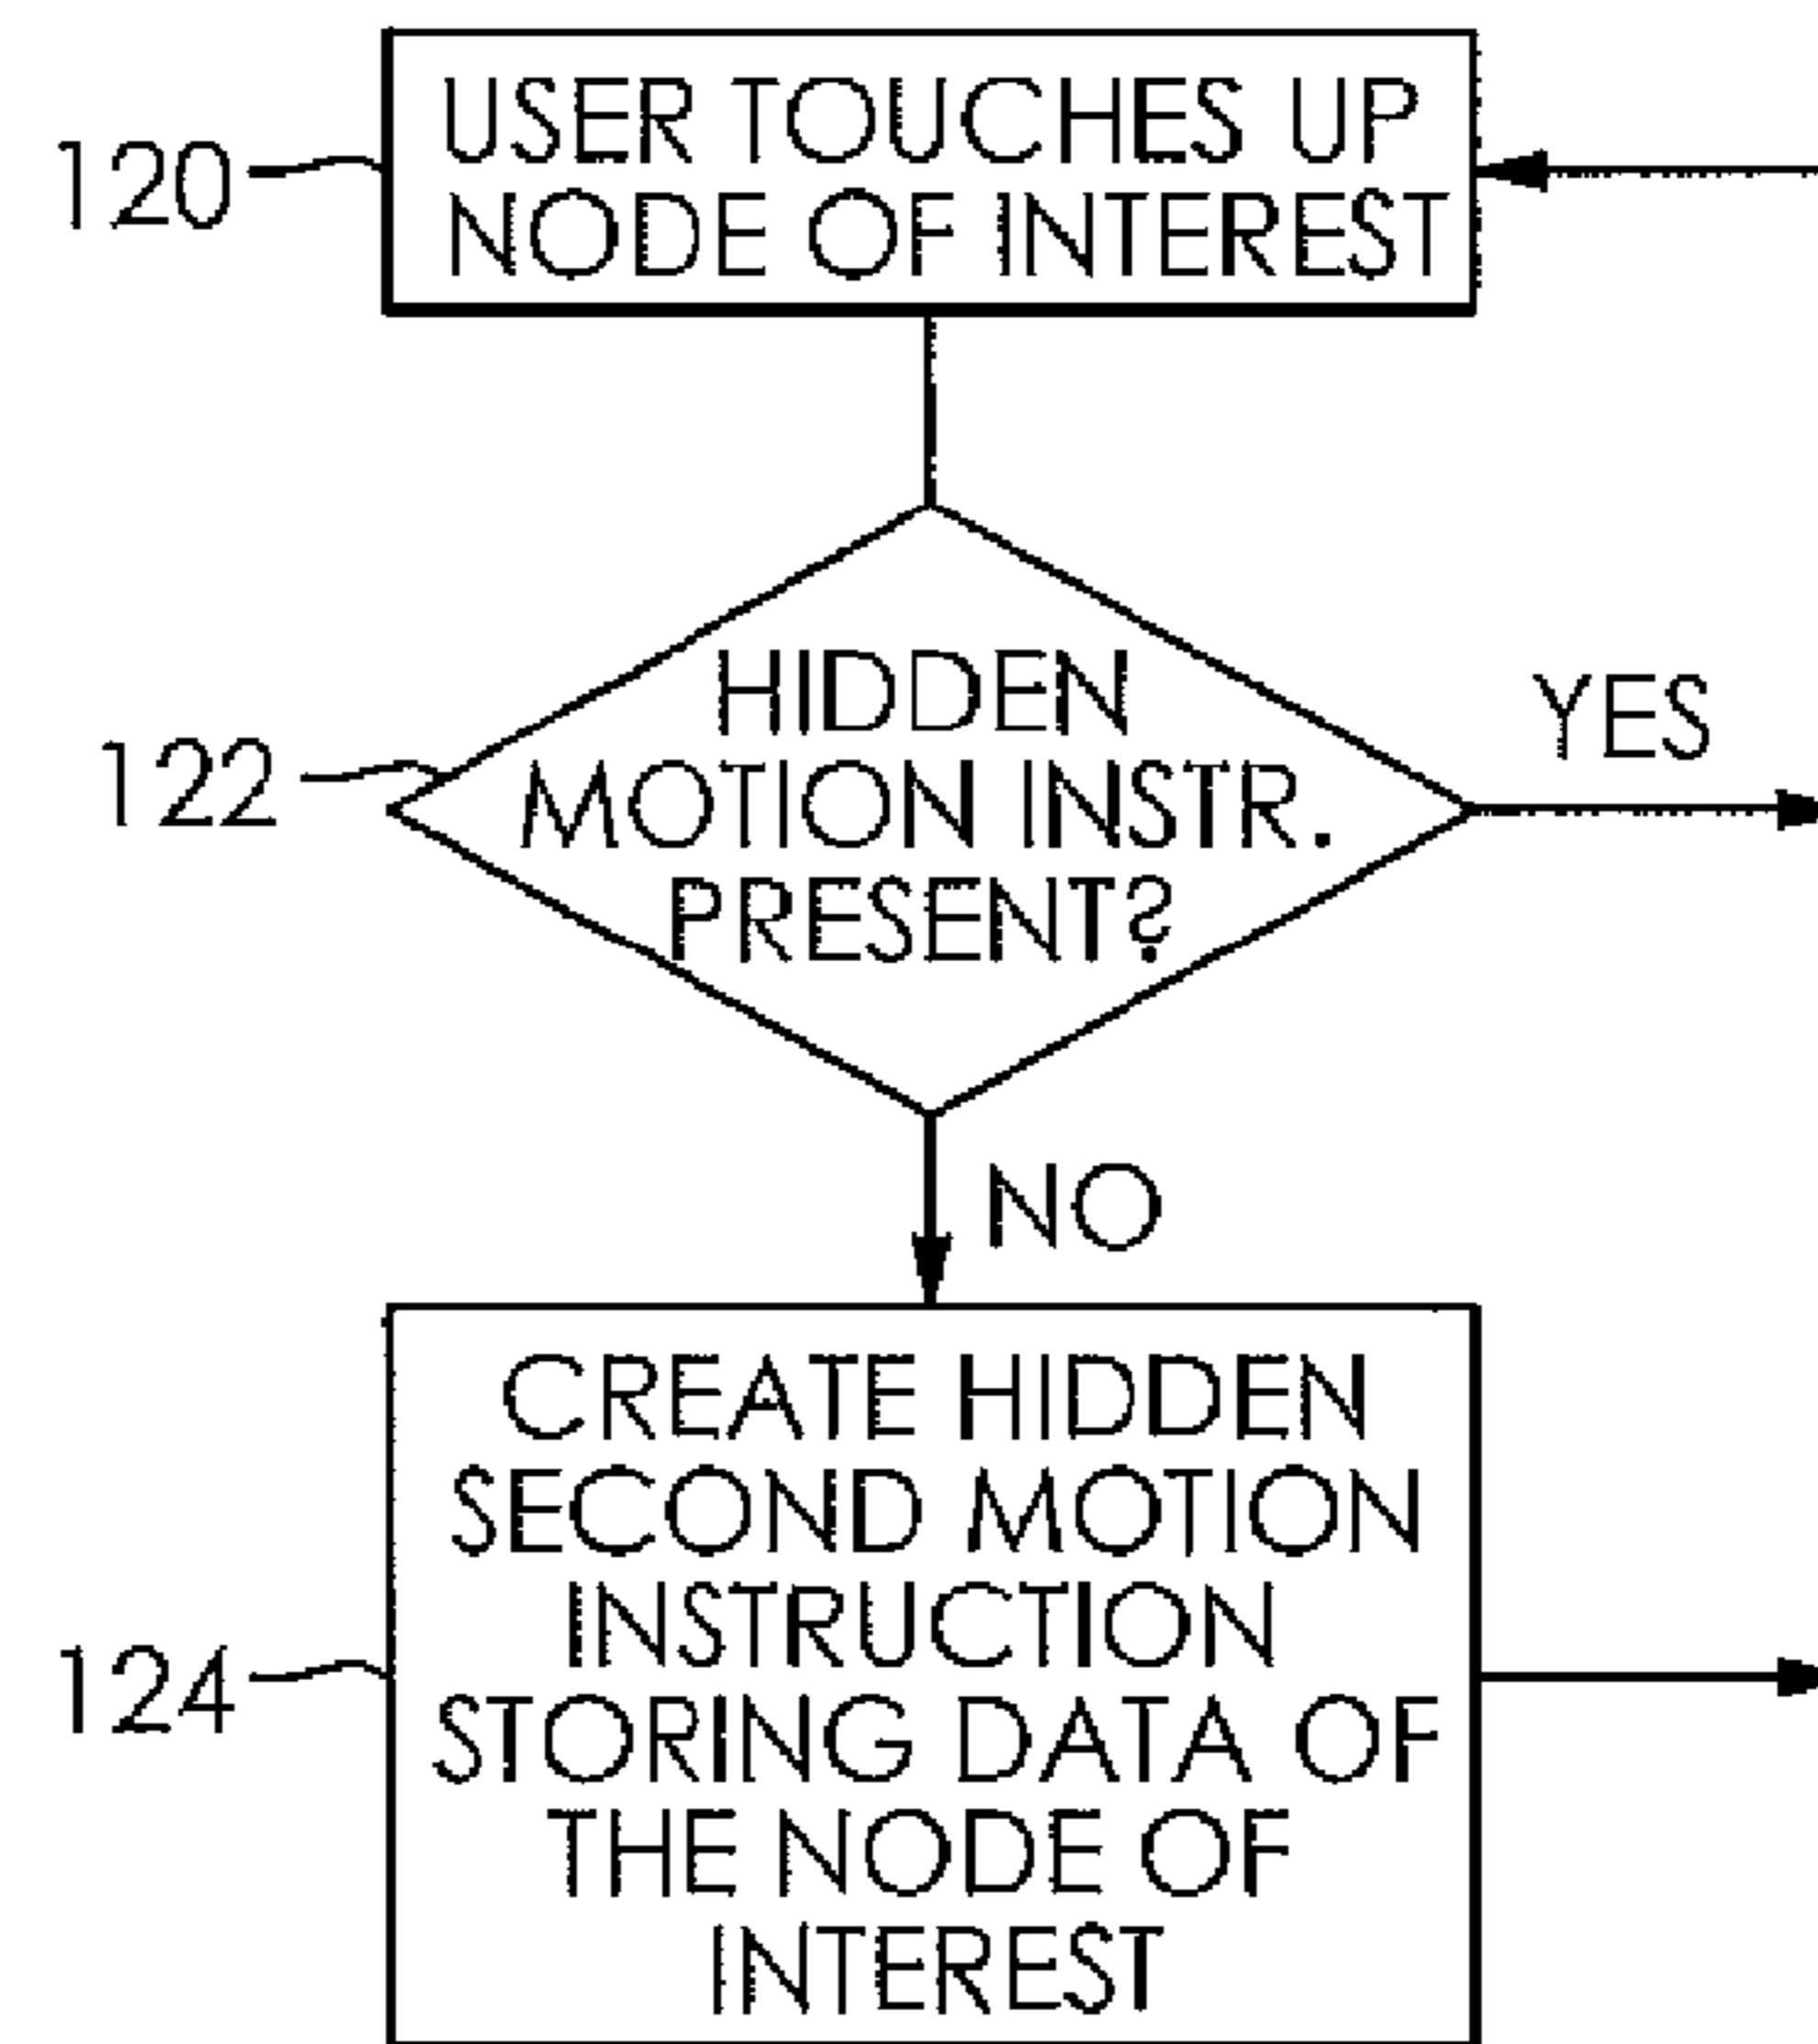 120
USER TOUCHES UP
NODE OF INTEREST
122
HIDDEN
MOTION INSTR.
PRESENT?
YES
NO
124
CREATE HIDDEN
SECOND MOTION
INSTRUCTION
STORING DATA OF
THE NODE OF
INTEREST